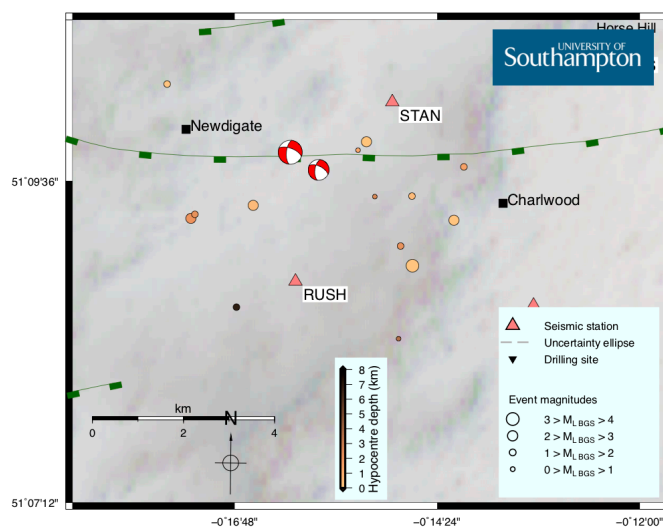 Horse Hill
UNIVERSITY OF
Southampton
STAN
Newdigate
51°09'36"
Charlwood
RUSH
Seismic station
Uncertainty ellipse
Drilling site
Event magnitudes
3 > ML BGS > 4
2 > ML BGS > 3
1 > ML BGS > 2
0 > ML BGS > 1
km
0 2 4
N
8
7
6
5
4
3
2
1
0
Hypocentre depth (km)
51°07'12"
−0°16'48" −0°14'24" −0°12'00"